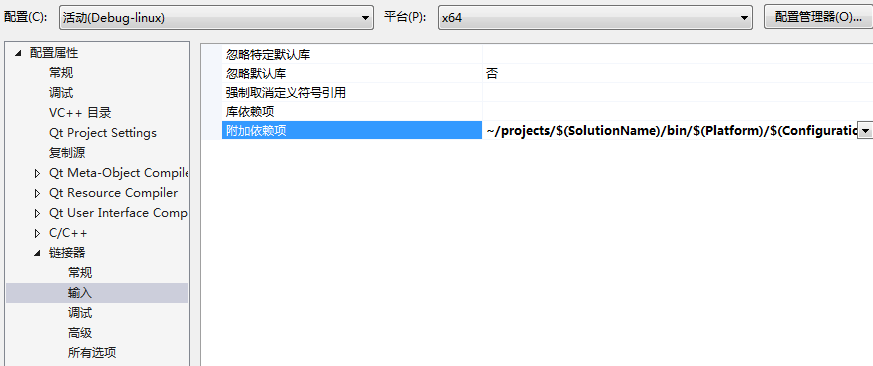 配置(C): 活动(Debug-linux) 平台(P): x64 配置管理器(O)...
配置属性
常规
调试
VC++ 目录
Qt Project Settings
复制源
Qt Meta-Object Compile
Qt Resource Compiler
Qt User Interface Comp
C/C++
链接器
常规
输入
调试
高级
所有选项
忽略特定默认库
忽略默认库 否
强制取消定义符号引用
库依赖项
附加依赖项 ~/projects/$(SolutionName)/bin/$(Platform)/$(Configuratio